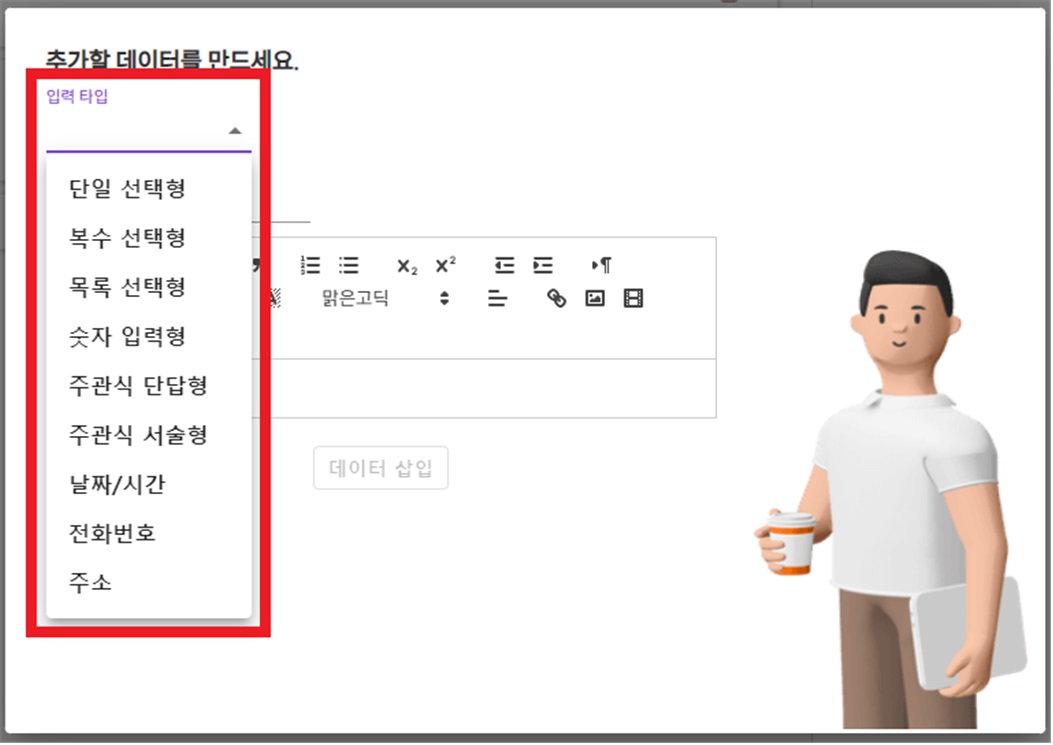 추가할 데이터를 만드세요.
입력 타입
단일 선택형
복수 선택형
목록 선택형
숫자 입력형
주관식 단답형
주관식 서술형
날짜/시간
전화번호
주소
맑은고딕
데이터 삽입